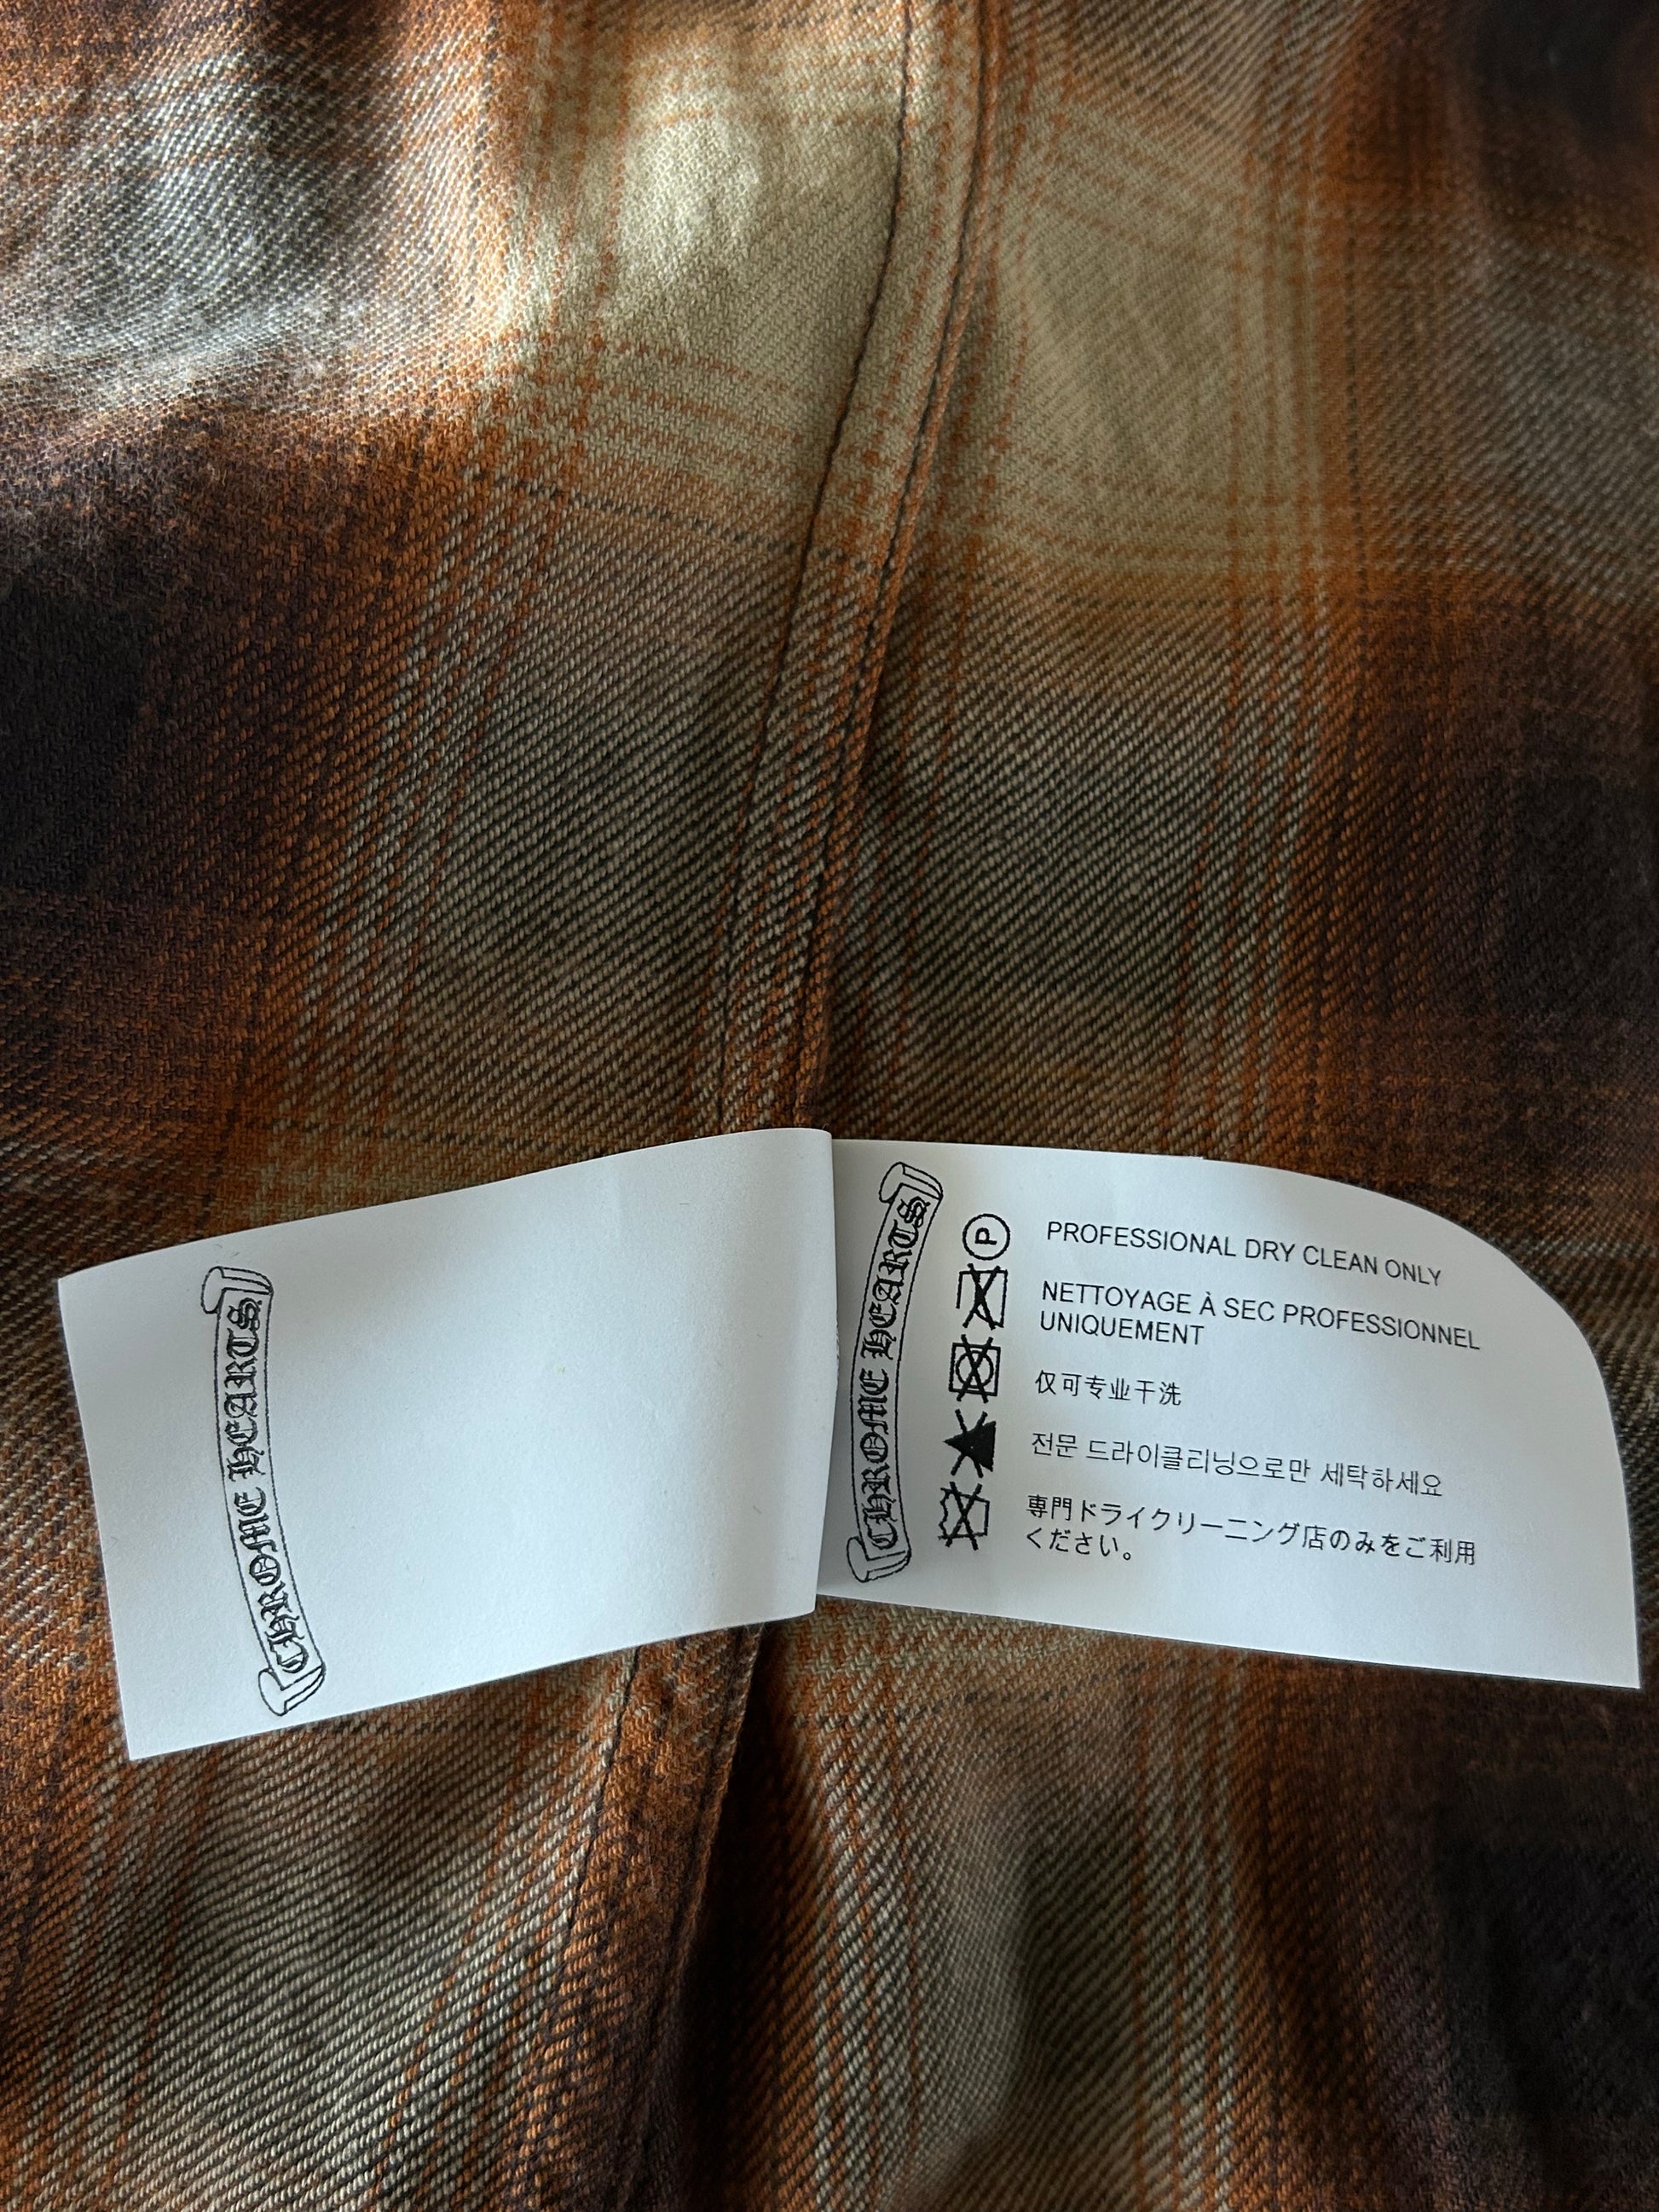 CHROME HEARTS
CHROME HEARTS
P
PROFESSIONAL DRY CLEAN ONLY
NETTOYAGE À SEC PROFESSIONNEL
UNIQUEMENT
仅可专业干洗
전문 드라이클리닝으로만 세탁하세요
専門ドライクリーニング店のみをご利用
ください。